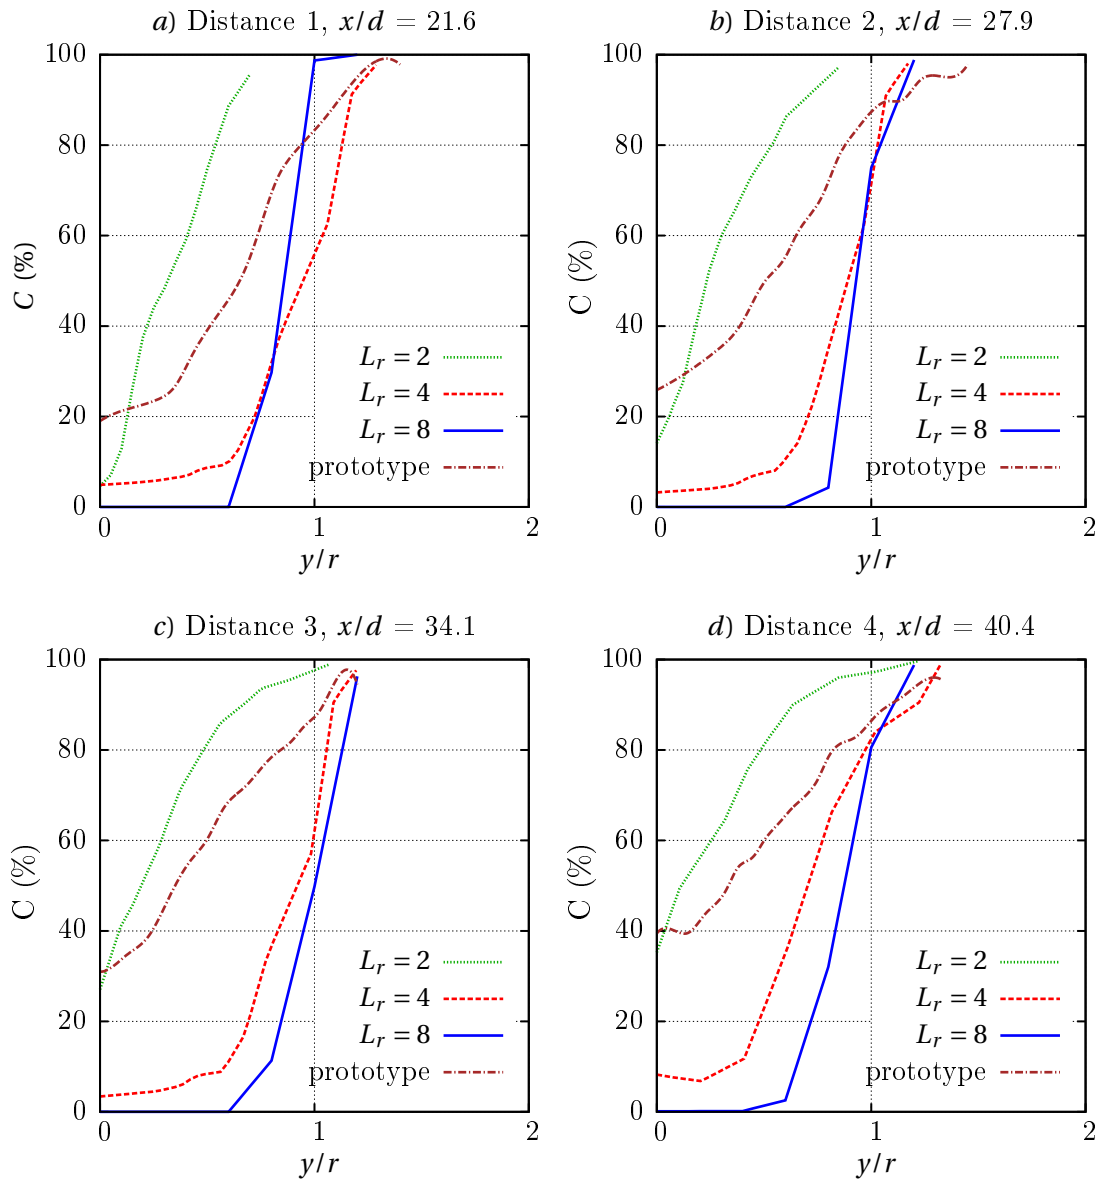 a) Distance 1, x/d = 21.6
100
80
60
40
20
0
C (%)
L_r = 2
L_r = 4
L_r = 8
prototype
0 1 2
y/r
b) Distance 2, x/d = 27.9
100
80
60
40
20
0
C (%)
L_r = 2
L_r = 4
L_r = 8
prototype
0 1 2
y/r
c) Distance 3, x/d = 34.1
100
80
60
40
20
0
C (%)
L_r = 2
L_r = 4
L_r = 8
prototype
0 1 2
y/r
d) Distance 4, x/d = 40.4
100
80
60
40
20
0
C (%)
L_r = 2
L_r = 4
L_r = 8
prototype
0 1 2
y/r